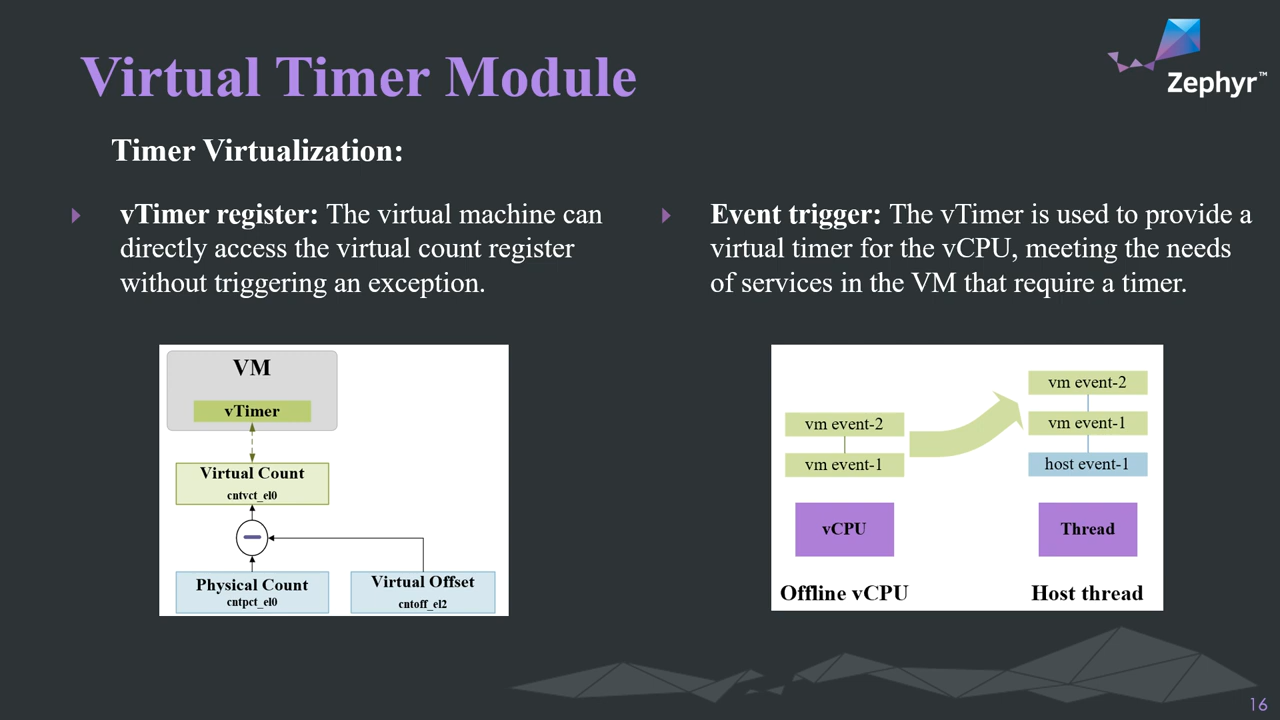 Virtual Timer Module
Zephyr™
Timer Virtualization:
vTimer register: The virtual machine can
directly access the virtual count register
without triggering an exception.
Event trigger: The vTimer is used to provide a
virtual timer for the vCPU, meeting the needs
of services in the VM that require a timer.
VM
vTimer
Virtual Count
cntvct_el0
Physical Count
cntpct_el0
Virtual Offset
cntoff_el2
vm event-2
vm event-1
vCPU
Offline vCPU
vm event-2
vm event-1
host event-1
Thread
Host thread
16